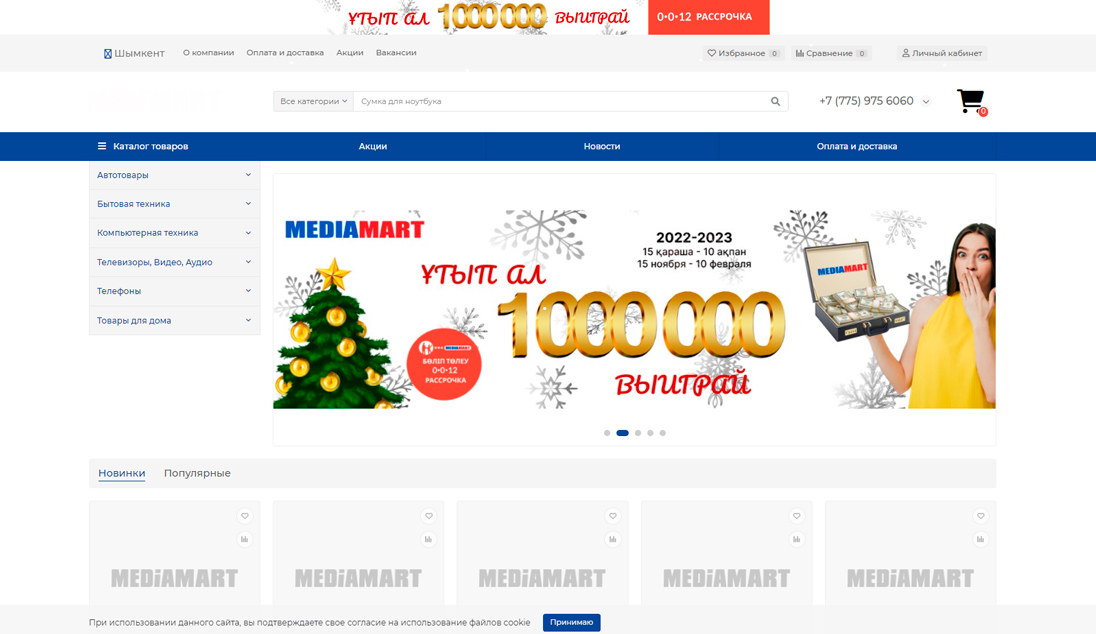 ҰТЫП АЛ 1000 000 ВЫИГРАЙ 0·0·12 РАССРОЧКА
Шымкент О компании Оплата и доставка Акции Вакансии Избранное 0 Сравнение 0 Личный кабинет
Все категории Сумка для ноутбука +7 (775) 975 6060 0
Каталог товаров Акции Новости Оплата и доставка
Автотовары
Бытовая техника
Компьютерная техника
Телевизоры, Видео, Аудио
Телефоны
Товары для дома
MEDIAMART
2022-2023
15 қараша - 10 ақпан
15 ноября - 10 февраля
ҰТЫП АЛ
1000 000
ВЫИГРАЙ
MEDIAMART
БӨЛІП ТӨЛЕУ
0·0·12
РАССРОЧКА
MEDIAMART
Новинки Популярные
MEDiAMART MEDiAMART MEDiAMART MEDiAMART MEDiAMART
При использовании данного сайта, вы подтверждаете свое согласие на использование файлов cookie Принимаю